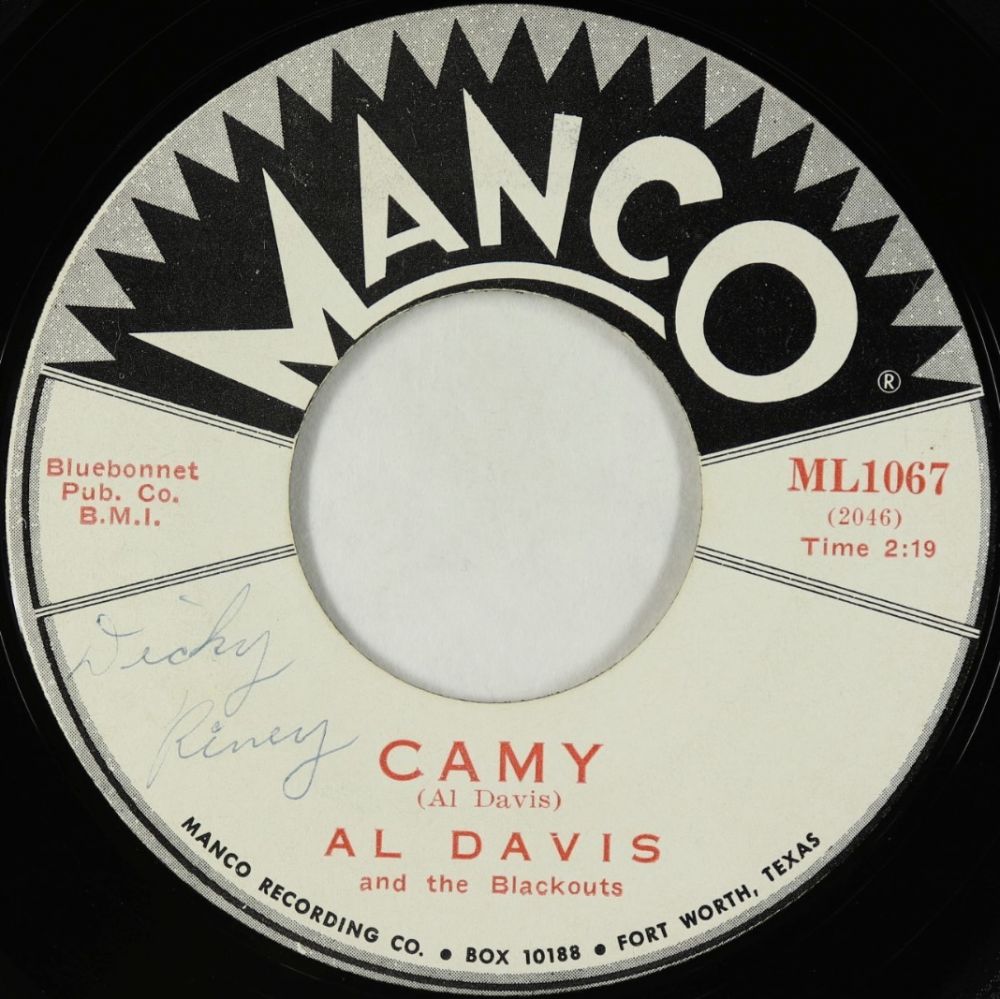 MANCO
®
Bluebonnet
Pub. Co.
B.M.I.
ML1067
(2046)
Time 2:19
Dicky
Riney
CAMY
(Al Davis)
AL DAVIS
and the Blackouts
MANCO RECORDING CO. • BOX 10188 • FORT WORTH, TEXAS